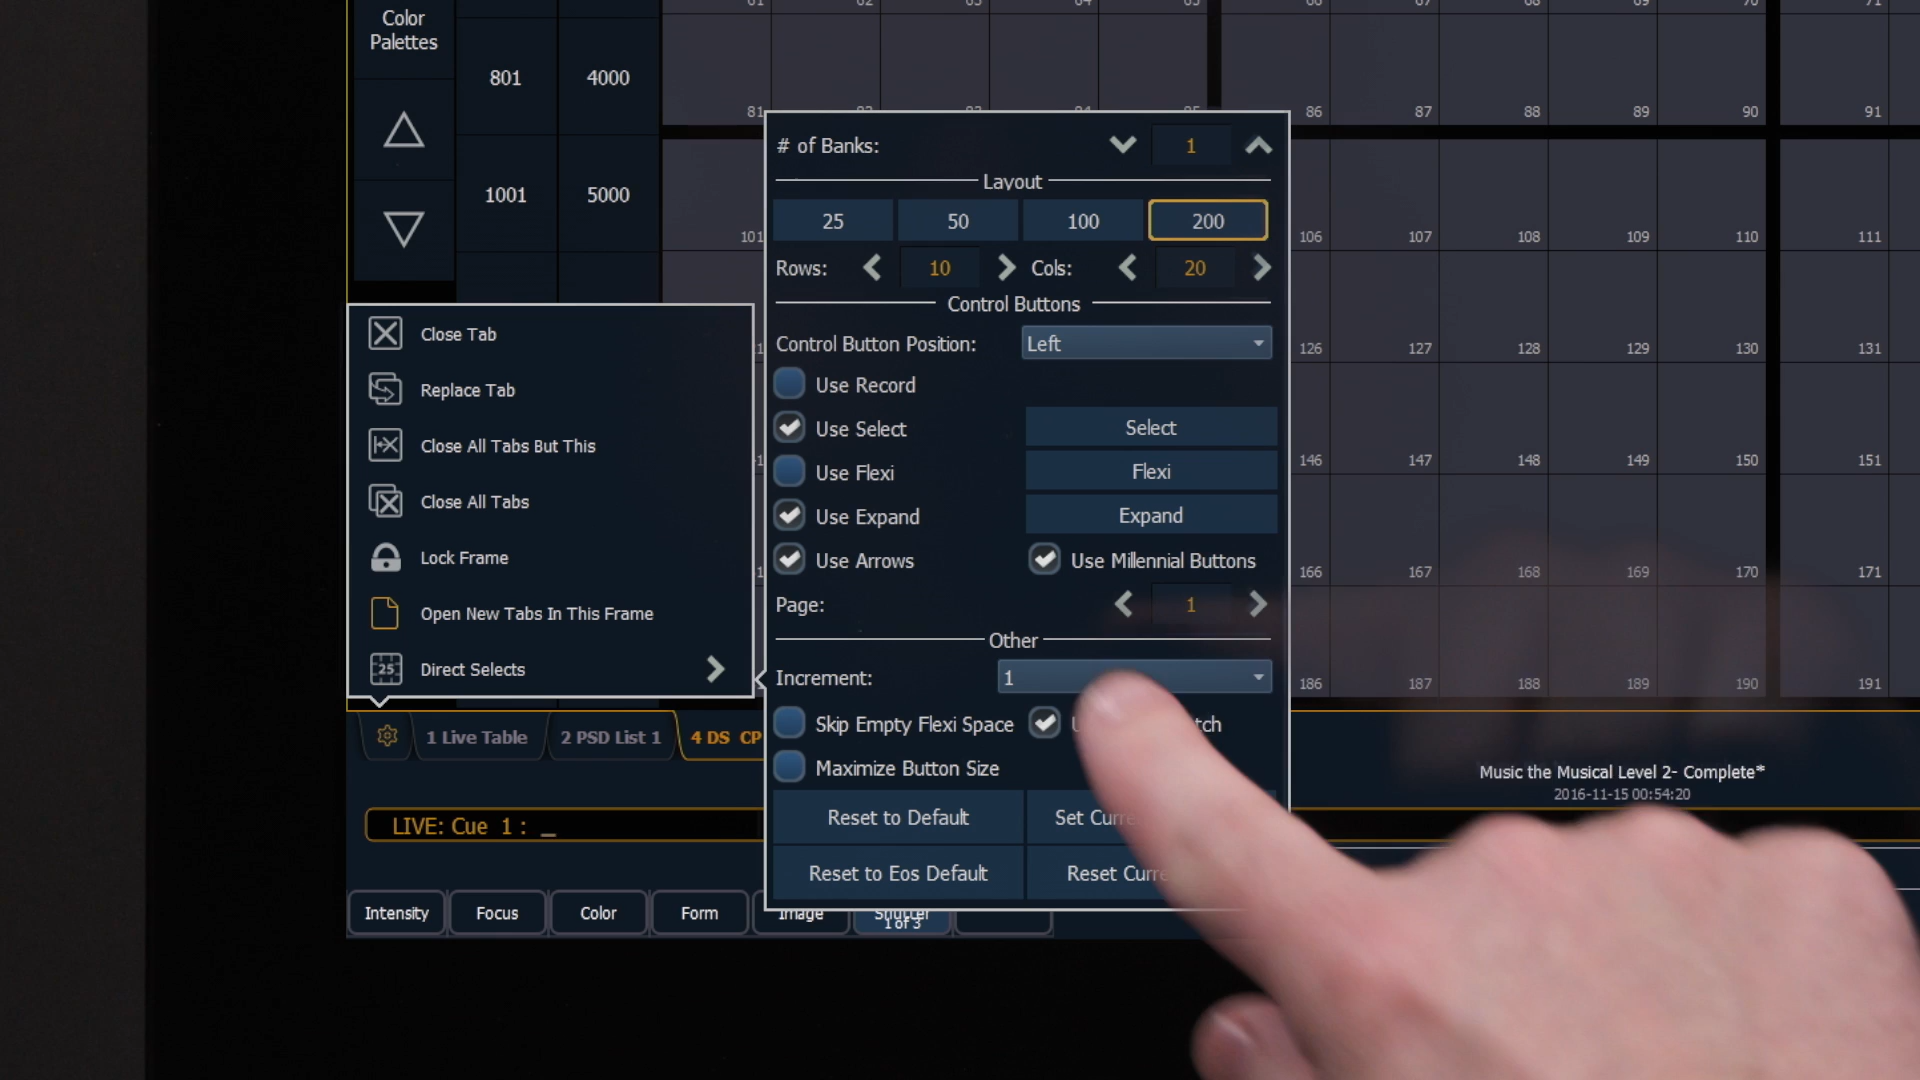 Color
Palettes
801 4000
1001 5000
81
86 87 88 89 90 91
101
106 107 108 109 110 111
126 127 128 129 130 131
146 147 148 149 150 151
166 167 168 169 170 171
186 187 188 189 190 191
# of Banks: 1
Layout
25 50 100 200
Rows: 10 Cols: 20
Control Buttons
Control Button Position: Left
Use Record
Use Select Select
Use Flexi Flexi
Use Expand Expand
Use Arrows Use Millennial Buttons
Page: 1
Other
Increment: 1
Skip Empty Flexi Space
Maximize Button Size
Reset to Default Set
Reset to Eos Default Reset
Close Tab
Replace Tab
Close All Tabs But This
Close All Tabs
Lock Frame
Open New Tabs In This Frame
25 Direct Selects
1 Live Table 2 PSD List 1 4 DS CP
Music the Musical Level 2- Complete*
2016-11-15 00:54:20
LIVE: Cue 1 : _
Intensity Focus Color Form Image Shutter
1 of 3